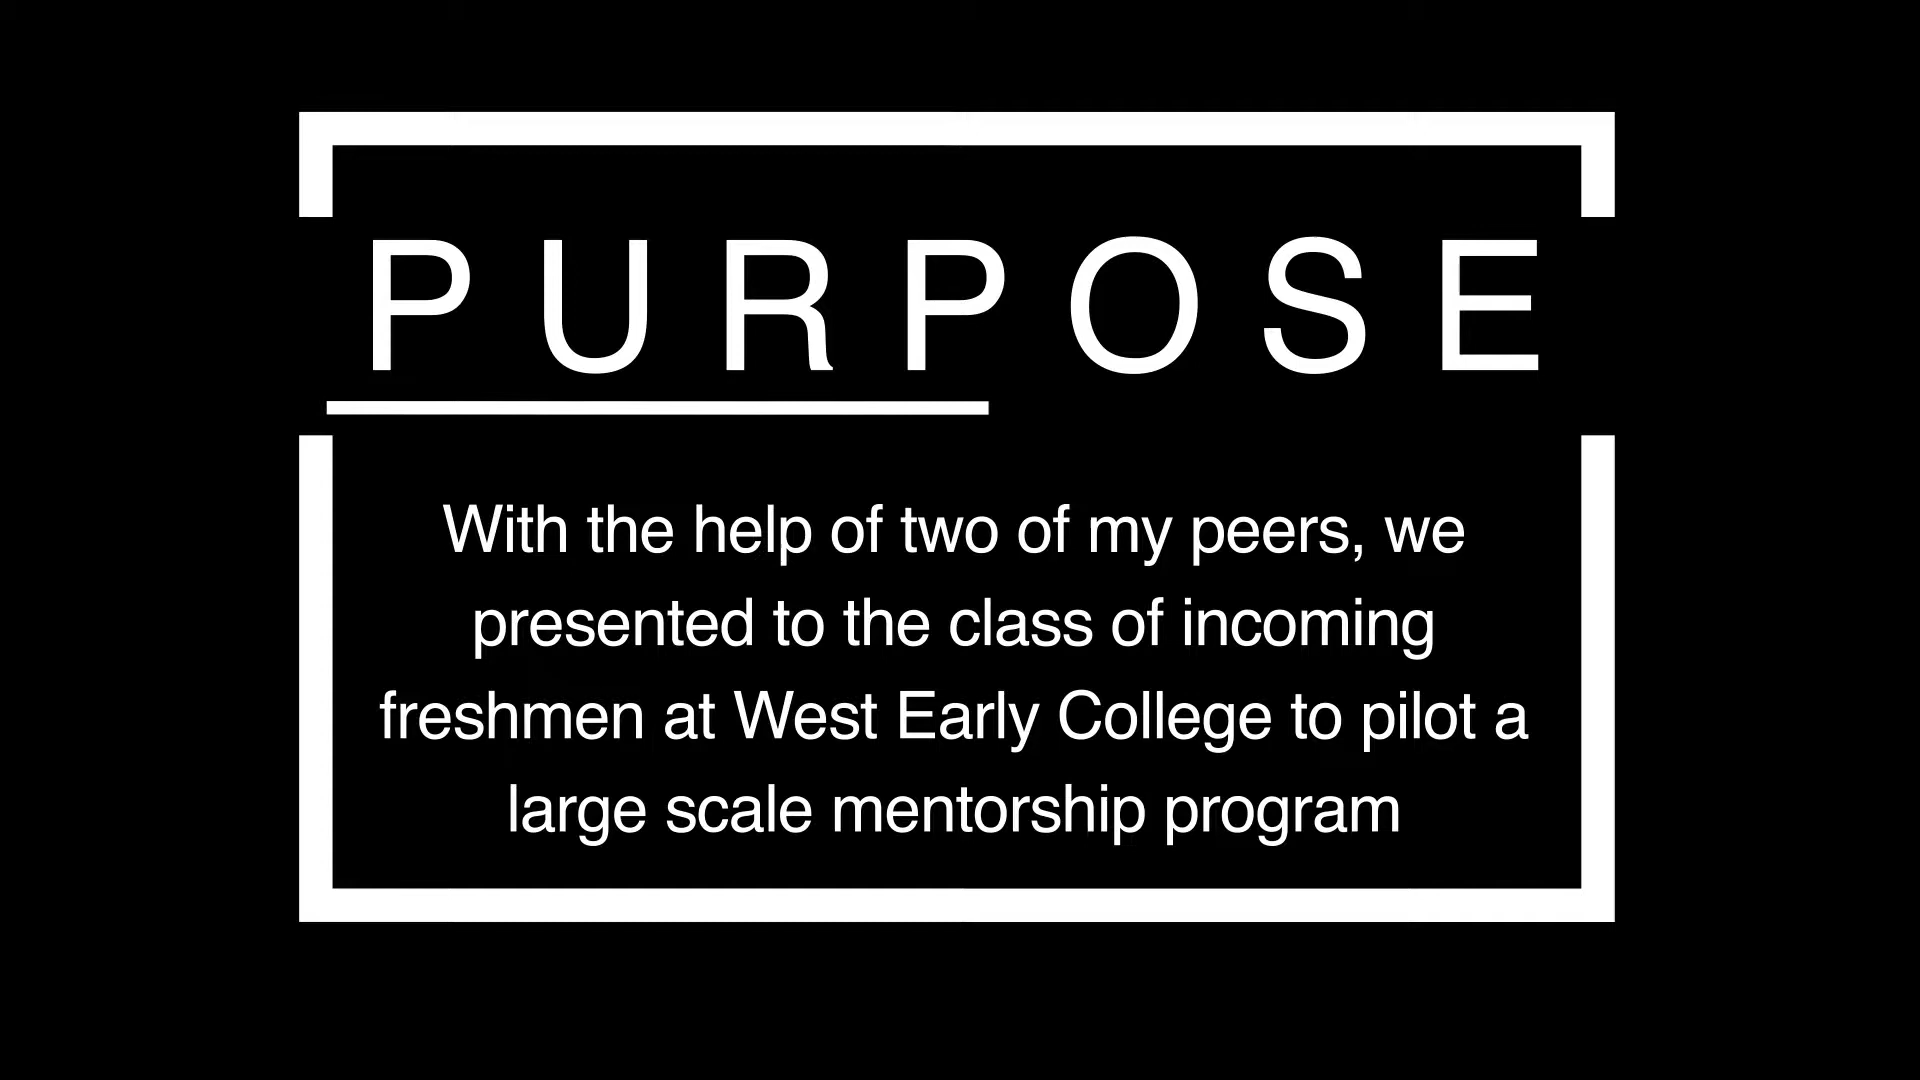 PURPOSE
With the help of two of my peers, we
presented to the class of incoming
freshmen at West Early College to pilot a
large scale mentorship program